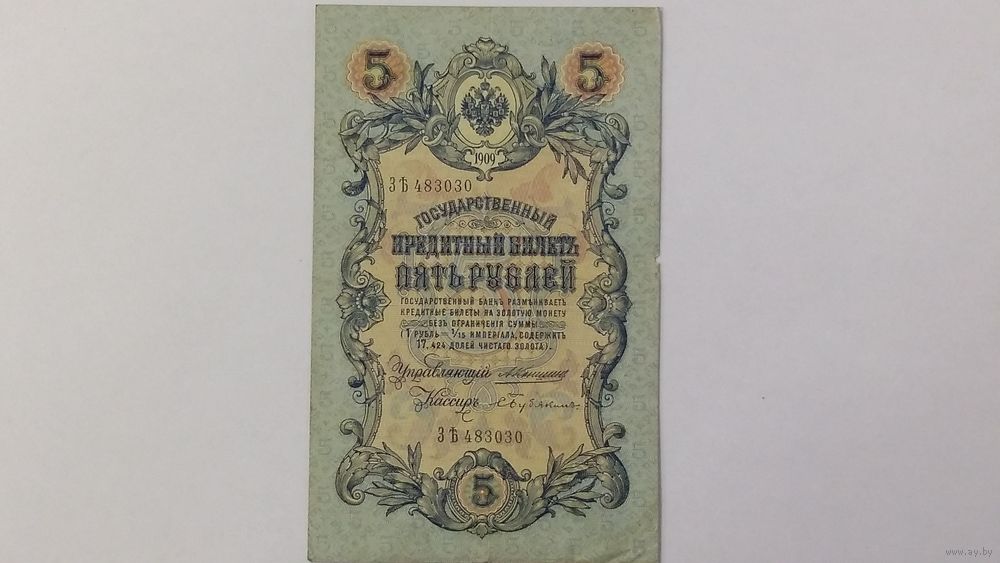 5 5
1909
ЗѢ 483030
ГОСУДАРСТВЕННЫЙ
КРЕДИТНЫЙ БИЛЕТЪ
ПЯТЬ РУБЛЕЙ
ГОСУДАРСТВЕННЫЙ БАНКЪ РАЗМѢНИВАЕТЪ
КРЕДИТНЫЕ БИЛЕТЫ НА ЗОЛОТУЮ МОНЕТУ
БЕЗЪ ОГРАНИЧЕНІЯ СУММЫ
(1 РУБЛЬ = 1/15 ИМПЕРІАЛА, СОДЕРЖИТЪ
17,424 ДОЛЕЙ ЧИСТАГО ЗОЛОТА).
Управляющій
Кассиръ
ЗѢ 483030
5
www.ay.by